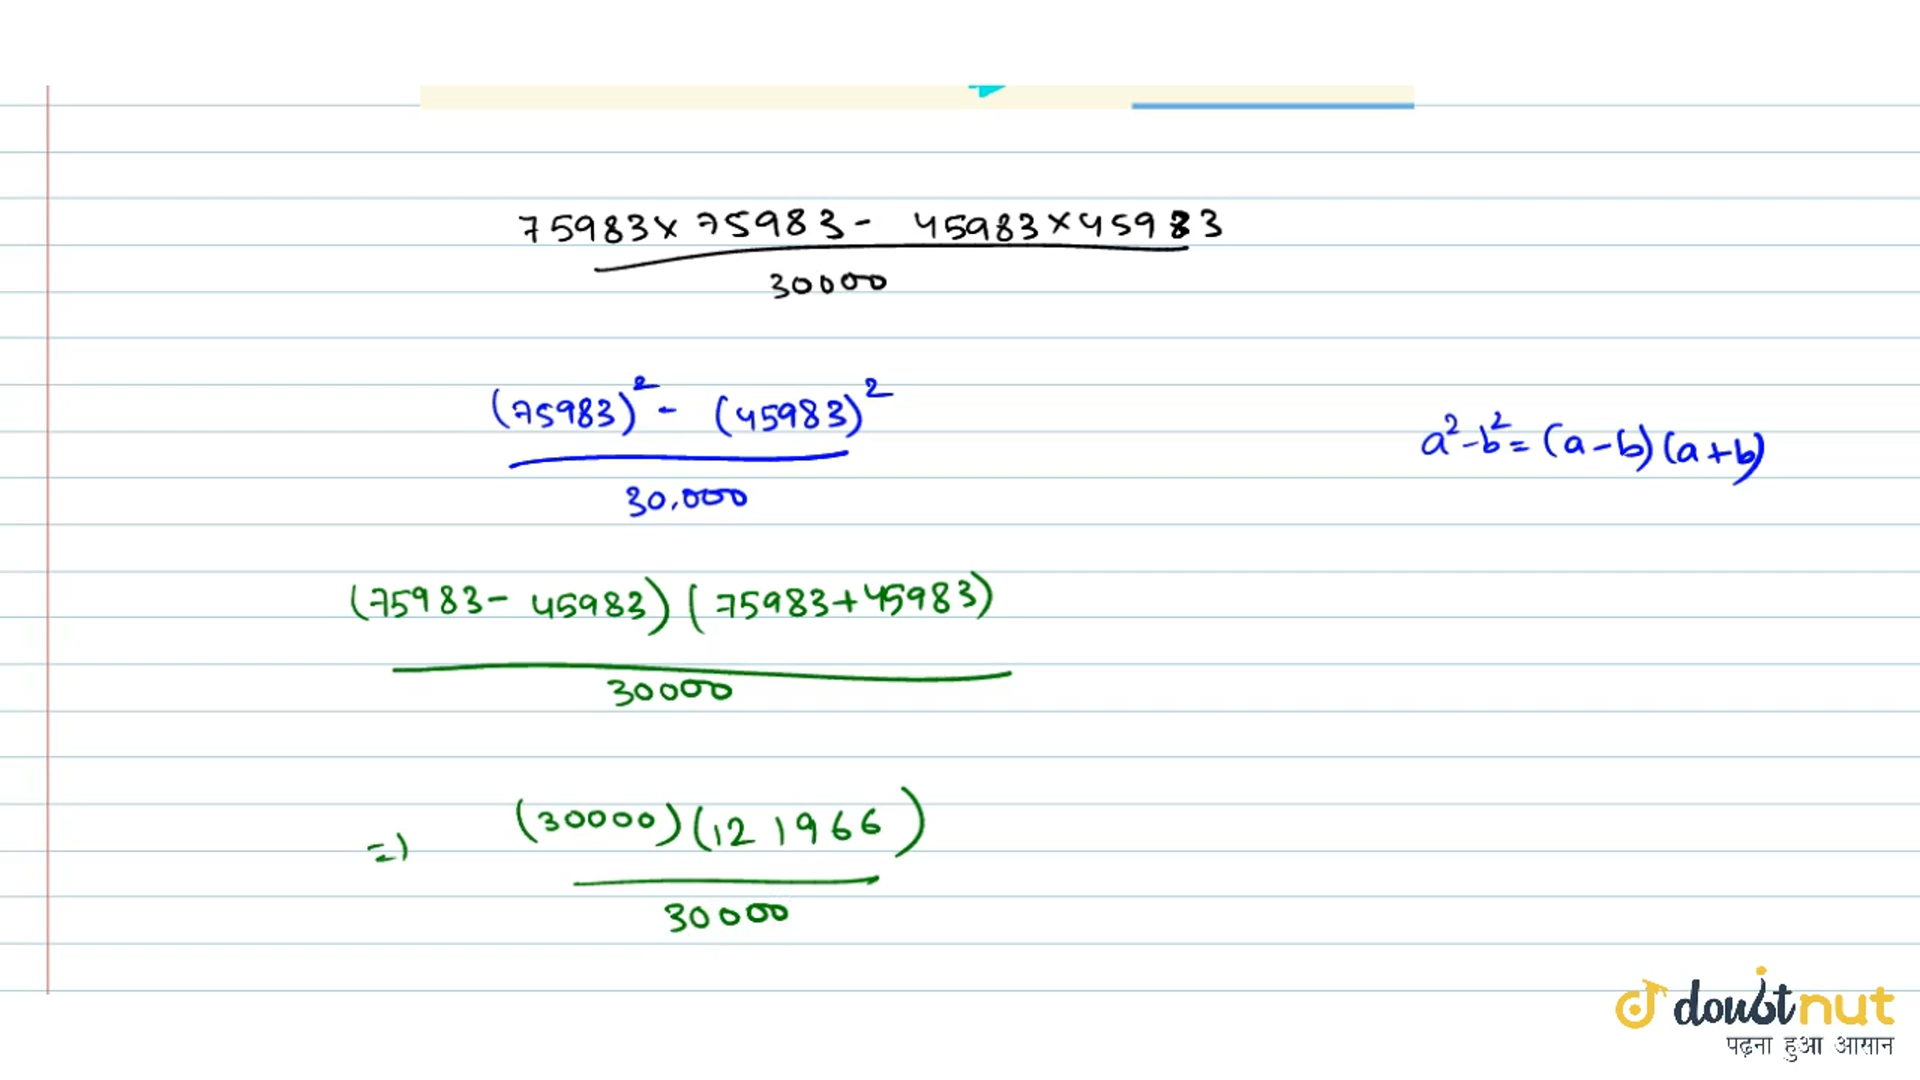 75983 × 75983 - 45983 × 45983
30000
(75983)² - (45983)²
30,000
a² - b² = (a - b) (a + b)
(75983 - 45983) (75983 + 45983)
30000
=) (30000) (121966)
30000
doubtnut
पढ़ना हुआ आसान